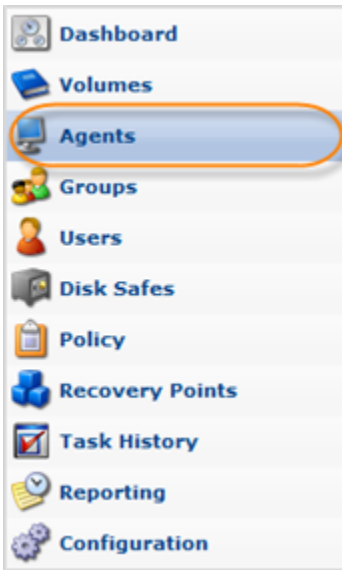 Dashboard
Volumes
Agents
Groups
Users
Disk Safes
Policy
Recovery Points
Task History
Reporting
Configuration